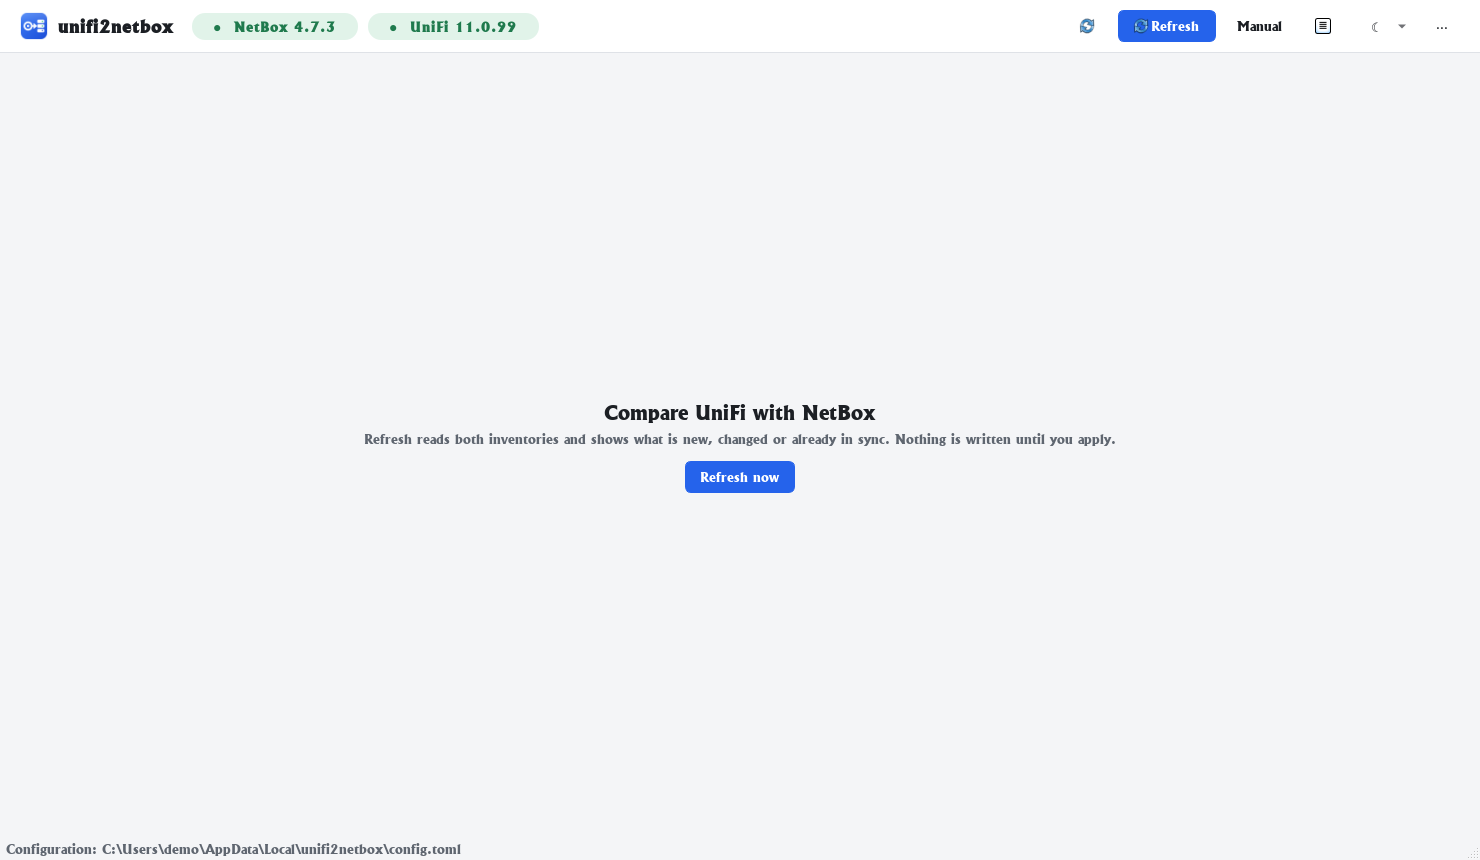 unifi2netbox
● NetBox 4.7.3
● UniFi 11.0.99
Refresh
Manual
...
Compare UniFi with NetBox
Refresh reads both inventories and shows what is new, changed or already in sync. Nothing is written until you apply.
Refresh now
Configuration: C:\Users\demo\AppData\Local\unifi2netbox\config.toml